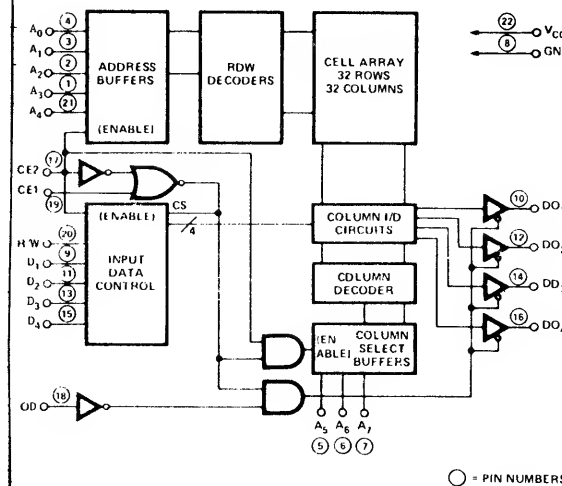 A0 4
A1 3
A2 2
A3 1
A4 21
ADDRESS
BUFFERS
(ENABLE)
RDW
DECODERS
CELL ARRAY
32 ROWS
32 COLUMNS
22 VCC
8 GN
CE2 17
CE1 19
(ENABLE)
CS
4
INPUT
DATA
CONTROL
R/W 20
D1 9
D2 11
D3 13
D4 15
OD 18
COLUMN I/D
CIRCUITS
CDLUMN
DECODER
(EN
ABLE)
COLUMN
SELECT
BUFFERS
A5 A6 A7
5 6 7
10 DO
12 DO
14 DD
16 DO
= PIN NUMBERS